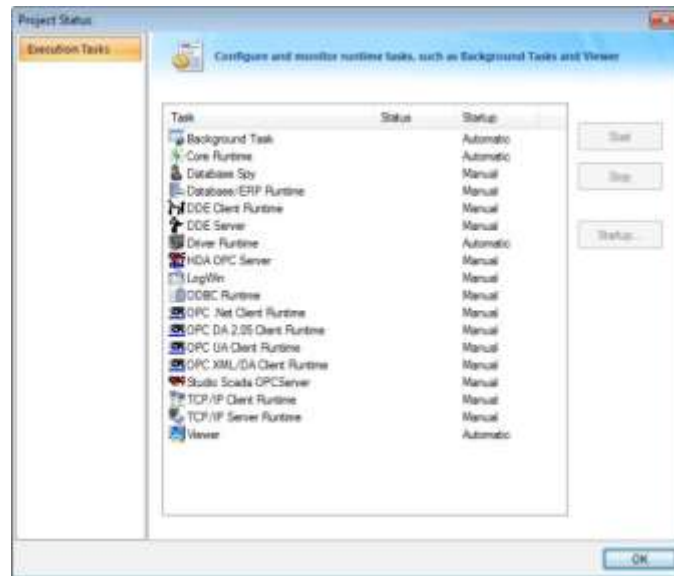 Project Status
Execution Tasks
Configure and monitor runtime tasks, such as Background Tasks and Viewer
Task Status Startup
Background Task Automatic
Core Runtime Automatic
Database Spy Manual
Database/ERP Runtime Manual
DDE Client Runtime Manual
DDE Server Manual
Driver Runtime Automatic
HDA OPC Server Manual
LogWin Manual
ODBC Runtime Manual
OPC .Net Client Runtime Manual
OPC DA 2.05 Client Runtime Manual
OPC UA Client Runtime Manual
OPC XML/DA Client Runtime Manual
Studio Scada OPCServer Manual
TCP/IP Client Runtime Manual
TCP/IP Server Runtime Manual
Viewer Automatic
Start
Stop
Startup...
OK